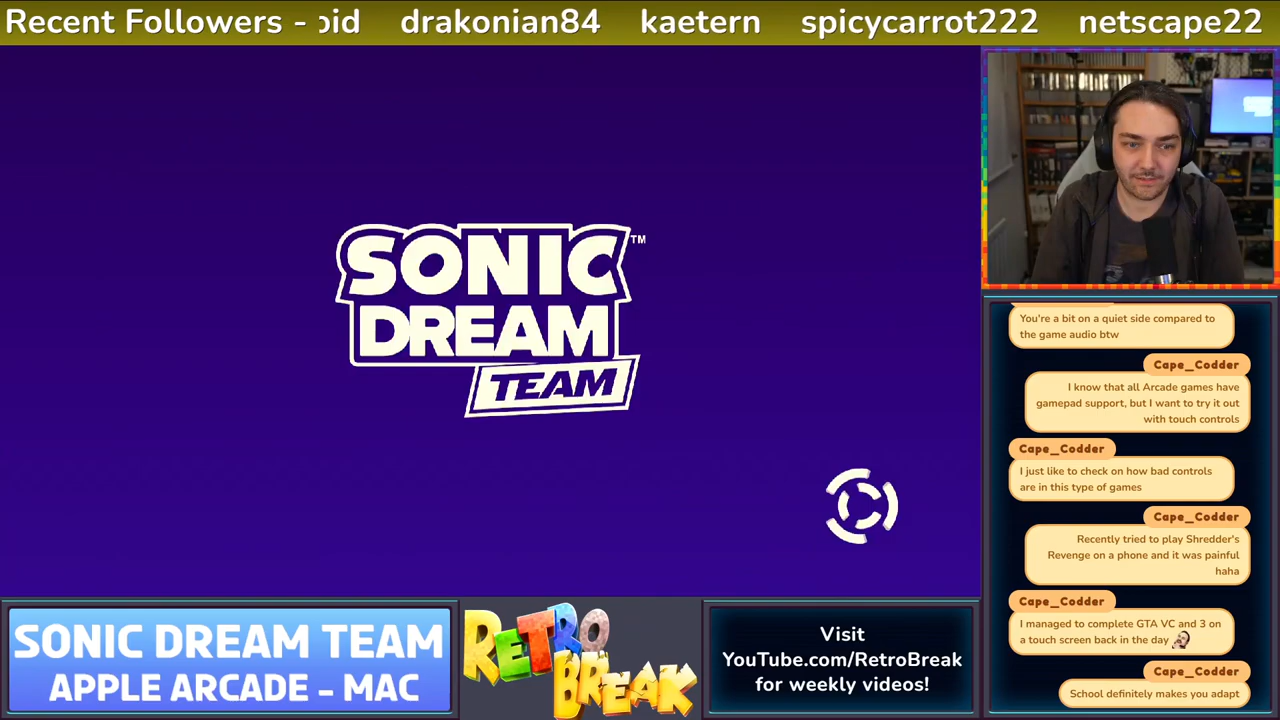 Recent Followers - oid drakonian84 kaetern spicycarrot222 netscape22
SONIC
DREAM
TEAM
TM
You're a bit on a quiet side compared to
the game audio btw
Cape_Codder
I know that all Arcade games have
gamepad support, but I want to try it out
with touch controls
Cape_Codder
I just like to check on how bad controls
are in this type of games
Cape_Codder
Recently tried to play Shredder's
Revenge on a phone and it was painful
haha
Cape_Codder
I managed to complete GTA VC and 3 on
a touch screen back in the day
Cape_Codder
School definitely makes you adapt
SONIC DREAM TEAM
APPLE ARCADE - MAC
RETRO
BREAK
Visit
YouTube.com/RetroBreak
for weekly videos!